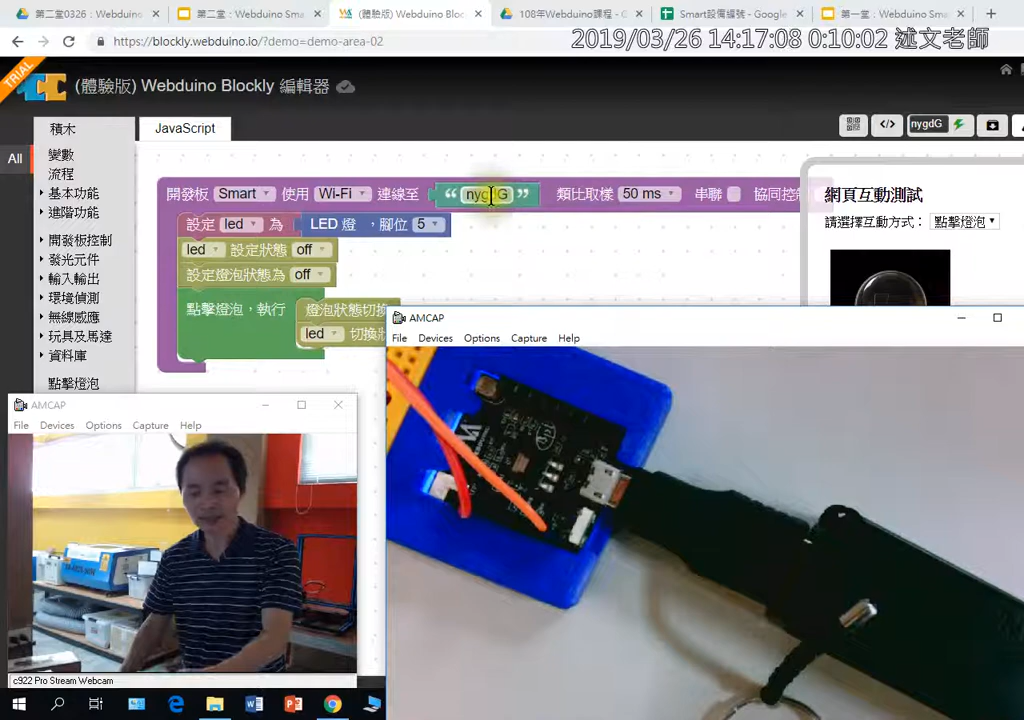 第二堂0326 : Webduino
第二堂 : Webduino Sma
(體驗版) Webduino Bloc
108年Webduino課程 - G
Smart設備編號 - Google
第一堂 : Webduino Sma
https://blockly.webduino.io/?demo=demo-area-02
2019/03/26 14:17:08 0:10:02 述文老師
TRIAL
(體驗版) Webduino Blockly 編輯器
積木
JavaScript
nygdG
All
變數
流程
基本功能
進階功能
開發板控制
發光元件
輸入輸出
環境偵測
無線感應
玩具及馬達
資料庫
點擊燈泡
開發板 Smart 使用 Wi-Fi 連線至 “ nygdG ” 類比取樣 50 ms 串聯 協同控制
設定 led 為 LED 燈 ，腳位 5
led 設定狀態 off
設定燈泡狀態為 off
點擊燈泡，執行 燈泡狀態切換
led 切換狀
網頁互動測試
請選擇互動方式： 點擊燈泡
AMCAP
File Devices Options Capture Help
AMCAP
File Devices Options Capture Help
c922 Pro Stream Webcam